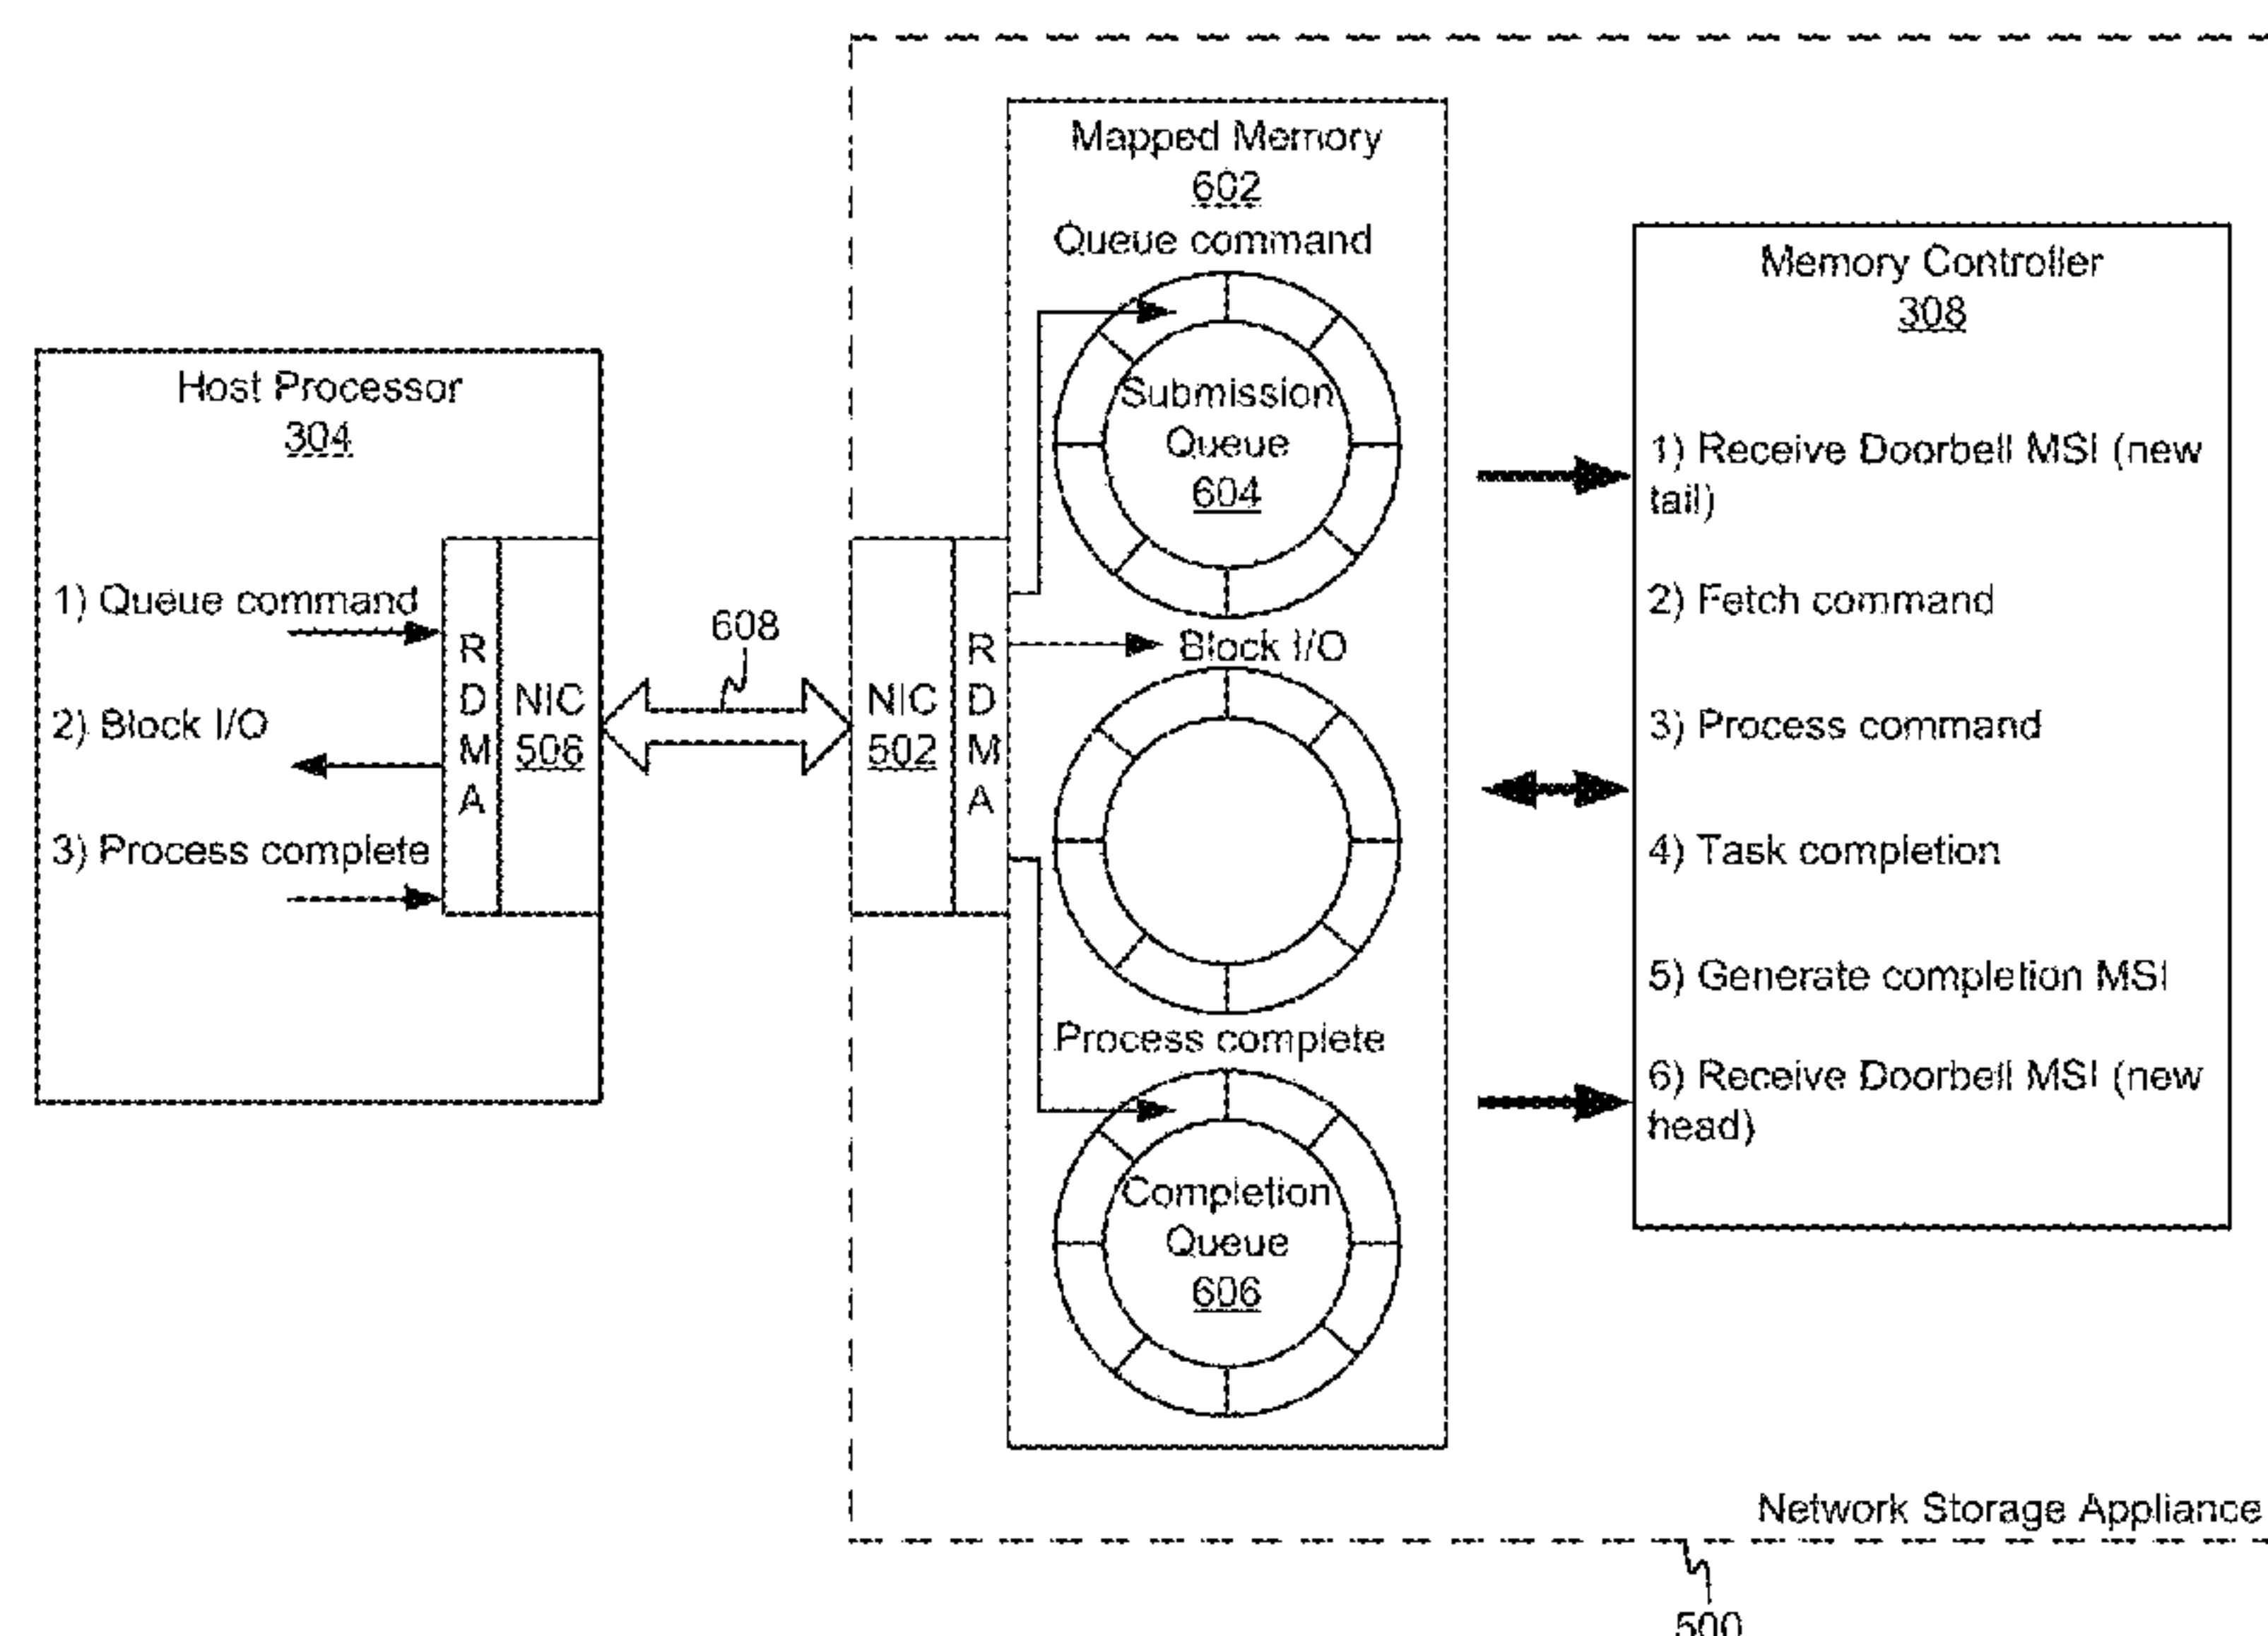 Host Processor
304
1) Queue command
2) Block I/O
3) Process complete
R
D
M
A
NIC
506
608
NIC
502
R
D
M
A
Mapped Memory
602
Queue command
Submission
Queue
604
Block I/O
Process complete
Completion
Queue
606
Memory Controller
308
1) Receive Doorbell MSI (new
tail)
2) Fetch command
3) Process command
4) Task completion
5) Generate completion MSI
6) Receive Doorbell MSI (new
head)
Network Storage Appliance
500